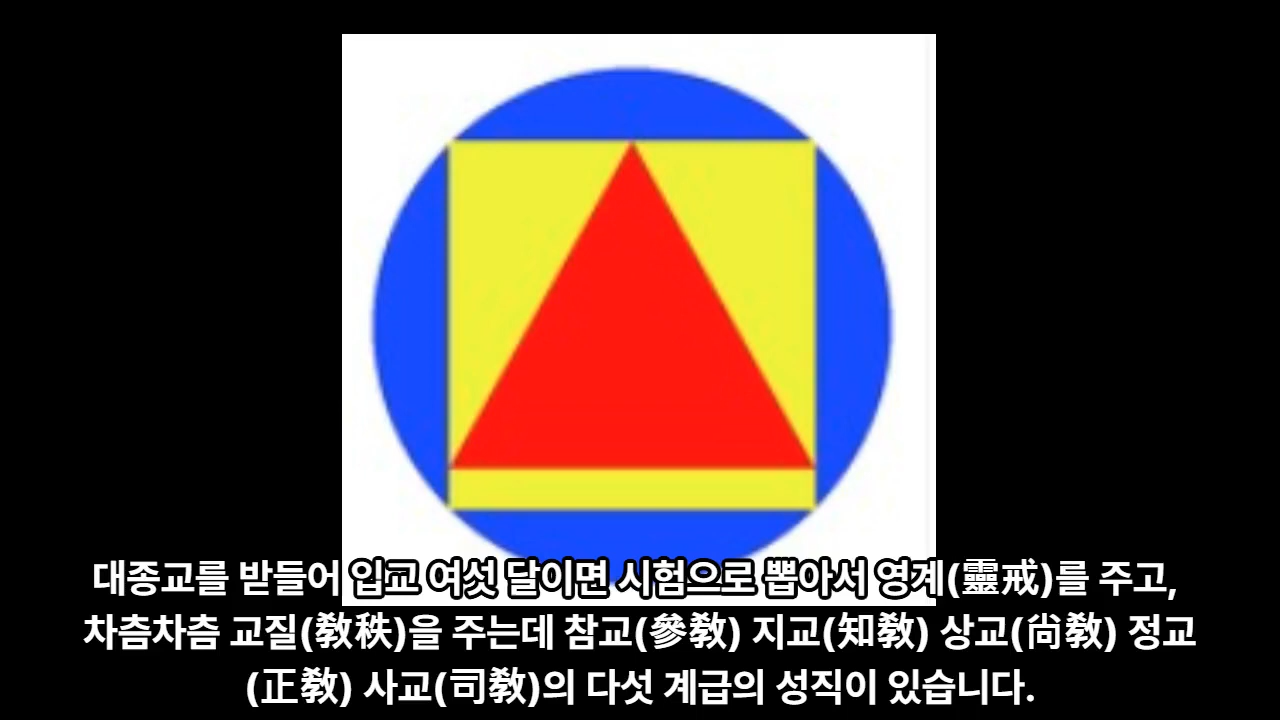 대종교를 받들어 입교 여섯 달이면 시험으로 뽑아서 영계(靈戒)를 주고,
차츰차츰 교질(敎秩)을 주는데 참교(參敎) 지교(知敎) 상교(尙敎) 정교
(正敎) 사교(司敎)의 다섯 계급의 성직이 있습니다.